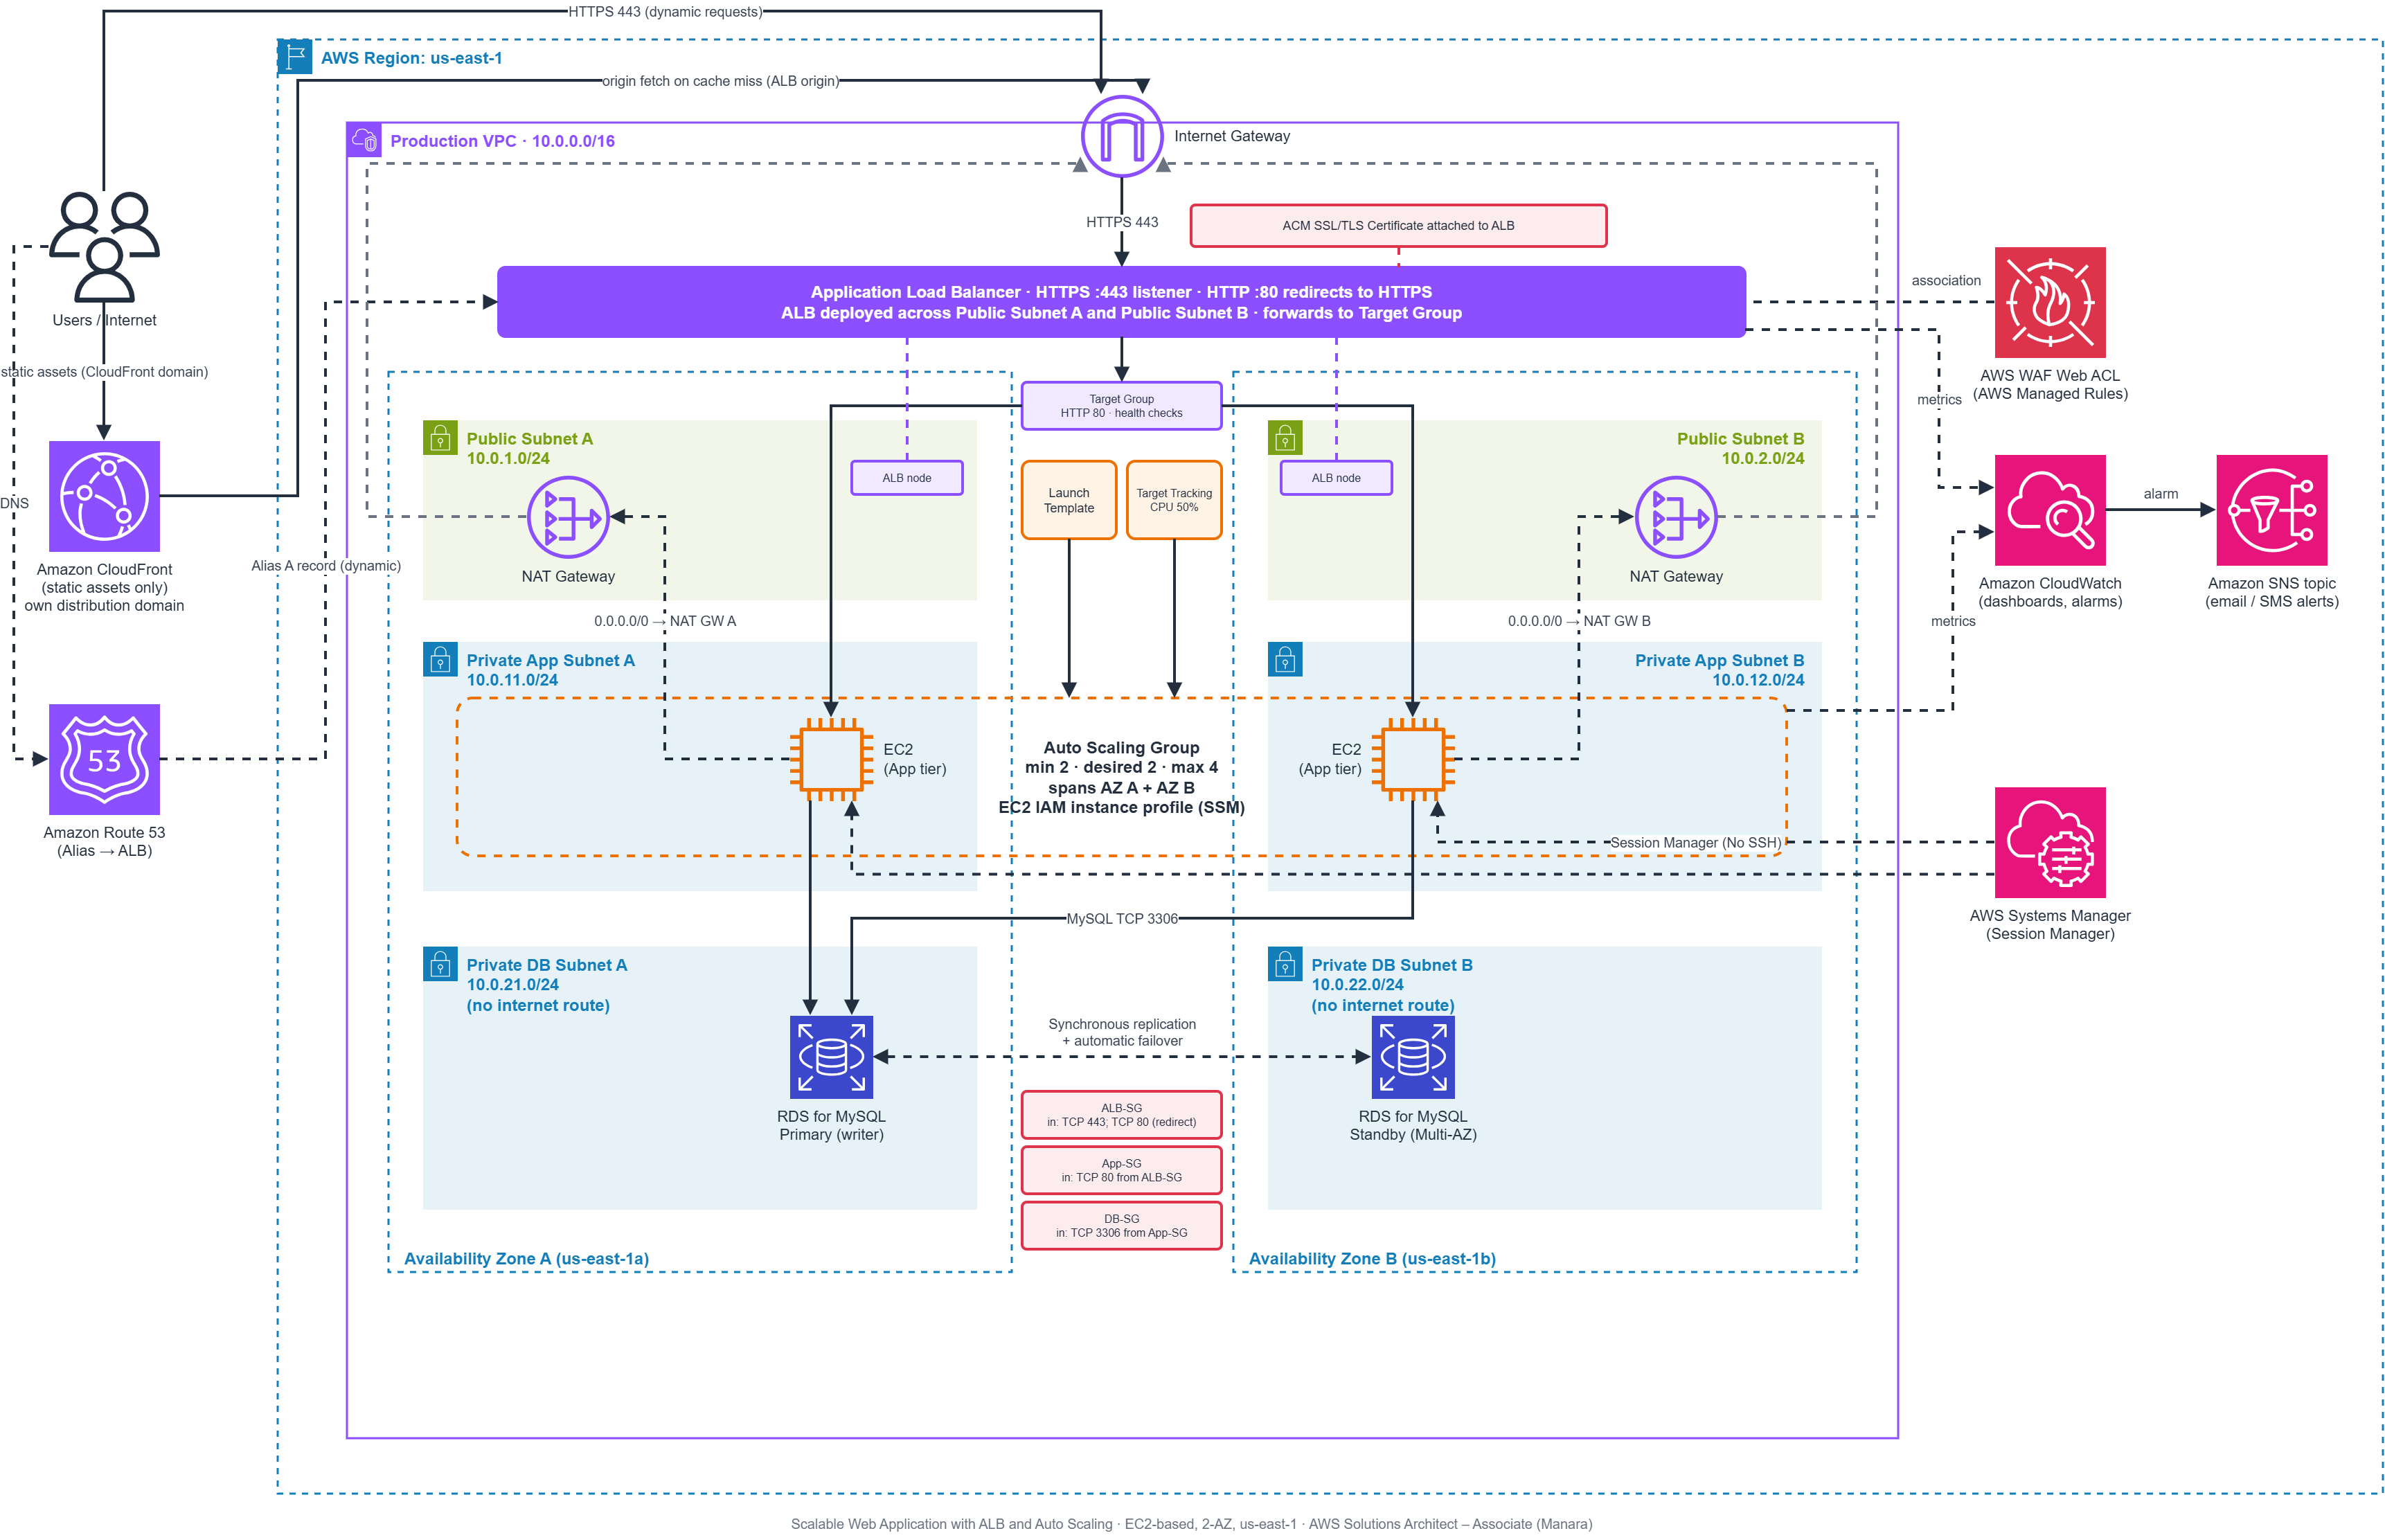 HTTPS 443 (dynamic requests)
AWS Region: us-east-1
origin fetch on cache miss (ALB origin)
Production VPC · 10.0.0.0/16
Internet Gateway
HTTPS 443
ACM SSL/TLS Certificate attached to ALB
Application Load Balancer · HTTPS :443 listener · HTTP :80 redirects to HTTPS
ALB deployed across Public Subnet A and Public Subnet B · forwards to Target Group
Users / Internet
static assets (CloudFront domain)
DNS
Amazon CloudFront
(static assets only)
own distribution domain
Alias A record (dynamic)
53
Amazon Route 53
(Alias → ALB)
association
AWS WAF Web ACL
(AWS Managed Rules)
metrics
Amazon CloudWatch
(dashboards, alarms)
alarm
Amazon SNS topic
(email / SMS alerts)
metrics
Target Group
HTTP 80 · health checks
Public Subnet A
10.0.1.0/24
ALB node
NAT Gateway
Launch
Template
Target Tracking
CPU 50%
Public Subnet B
10.0.2.0/24
ALB node
NAT Gateway
0.0.0.0/0 → NAT GW A
0.0.0.0/0 → NAT GW B
Private App Subnet A
10.0.11.0/24
Private App Subnet B
10.0.12.0/24
EC2
(App tier)
Auto Scaling Group
min 2 · desired 2 · max 4
spans AZ A + AZ B
EC2 IAM instance profile (SSM)
EC2
(App tier)
Session Manager (No SSH)
AWS Systems Manager
(Session Manager)
MySQL TCP 3306
Private DB Subnet A
10.0.21.0/24
(no internet route)
Private DB Subnet B
10.0.22.0/24
(no internet route)
Synchronous replication
+ automatic failover
RDS for MySQL
Primary (writer)
RDS for MySQL
Standby (Multi-AZ)
ALB-SG
in: TCP 443; TCP 80 (redirect)
App-SG
in: TCP 80 from ALB-SG
DB-SG
in: TCP 3306 from App-SG
Availability Zone A (us-east-1a)
Availability Zone B (us-east-1b)
Scalable Web Application with ALB and Auto Scaling · EC2-based, 2-AZ, us-east-1 · AWS Solutions Architect – Associate (Manara)